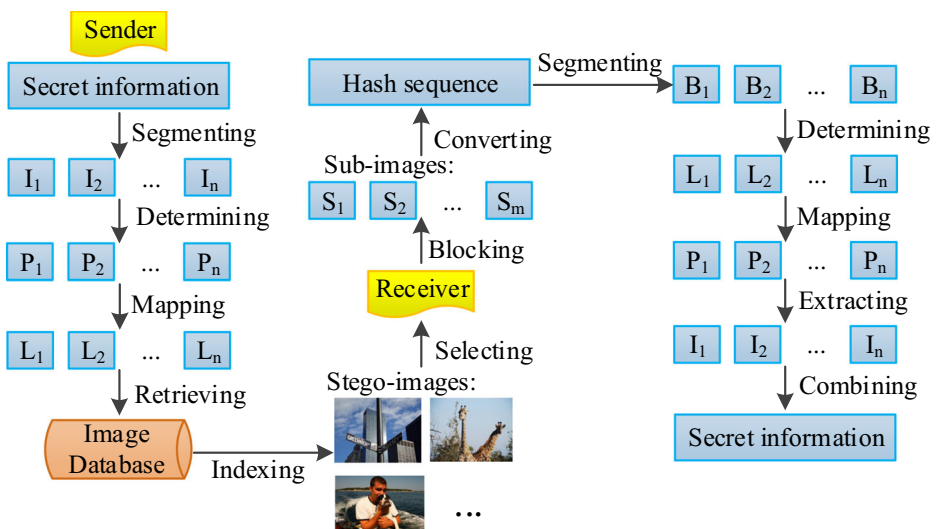 Sender
Secret information
Segmenting
I₁ I₂ ... Iₙ
Determining
P₁ P₂ ... Pₙ
Mapping
L₁ L₂ ... Lₙ
Retrieving
Image
Database
Indexing
Stego-images:
...
Selecting
Receiver
Blocking
Sub-images:
S₁ S₂ ... Sₘ
Converting
Hash sequence
Segmenting
B₁ B₂ ... Bₙ
Determining
L₁ L₂ ... Lₙ
Mapping
P₁ P₂ ... Pₙ
Extracting
I₁ I₂ ... Iₙ
Combining
Secret information